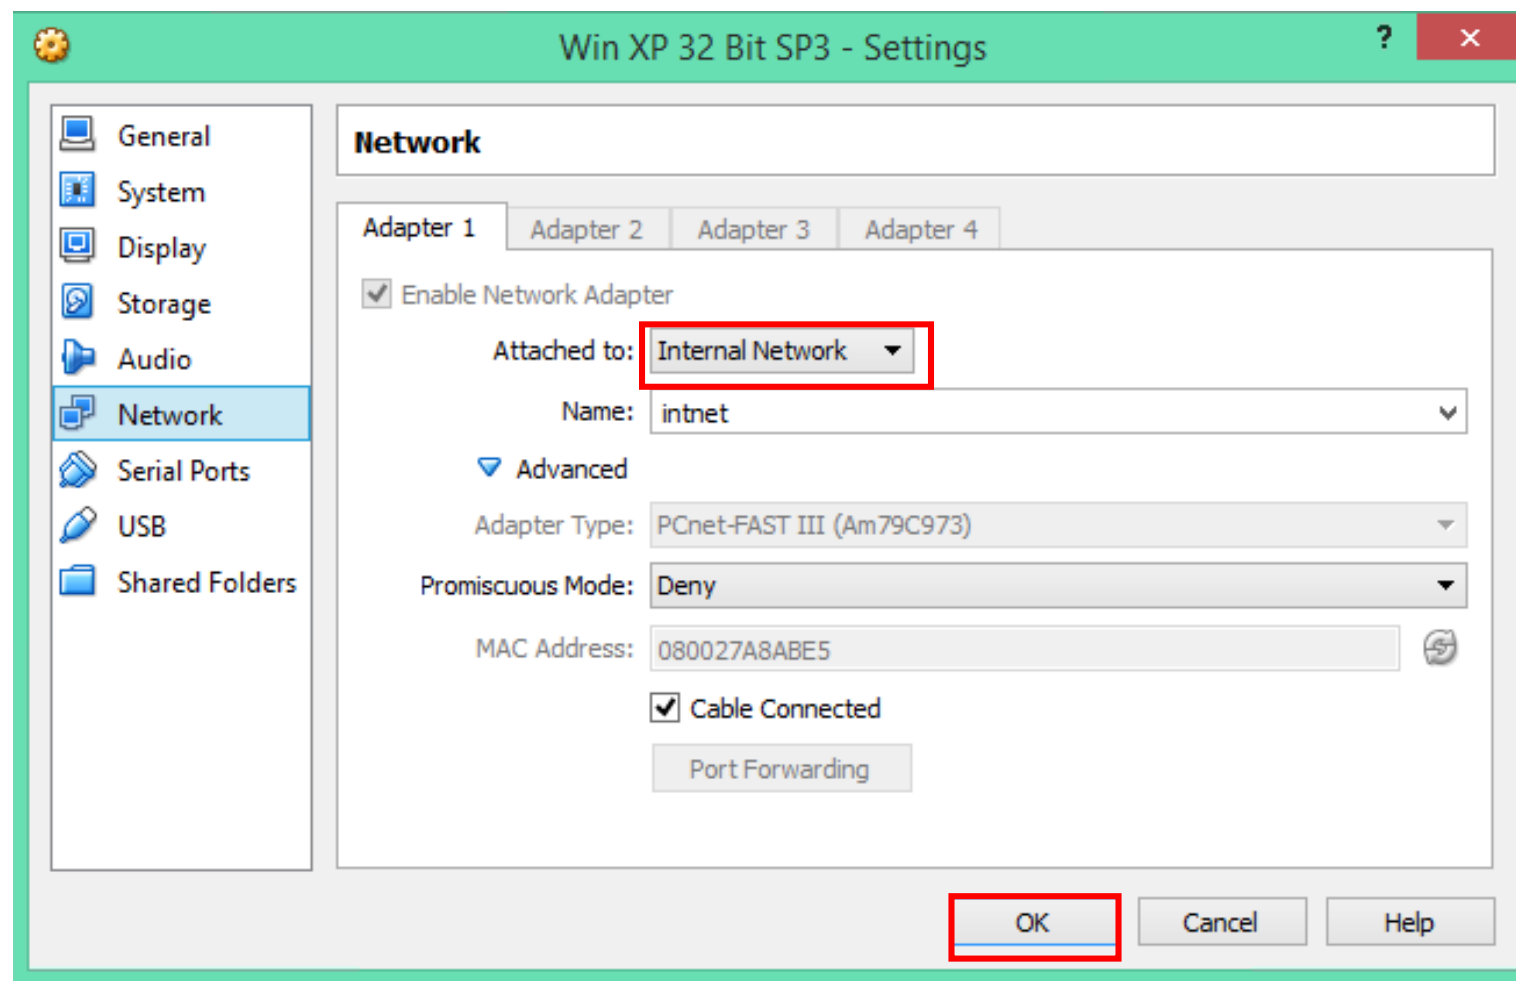 Win XP 32 Bit SP3 - Settings
?
General
System
Display
Storage
Audio
Network
Serial Ports
USB
Shared Folders
Network
Adapter 1 Adapter 2 Adapter 3 Adapter 4
Enable Network Adapter
Attached to: Internal Network
Name: intnet
Advanced
Adapter Type: PCnet-FAST III (Am79C973)
Promiscuous Mode: Deny
MAC Address: 080027A8ABE5
Cable Connected
Port Forwarding
OK Cancel Help